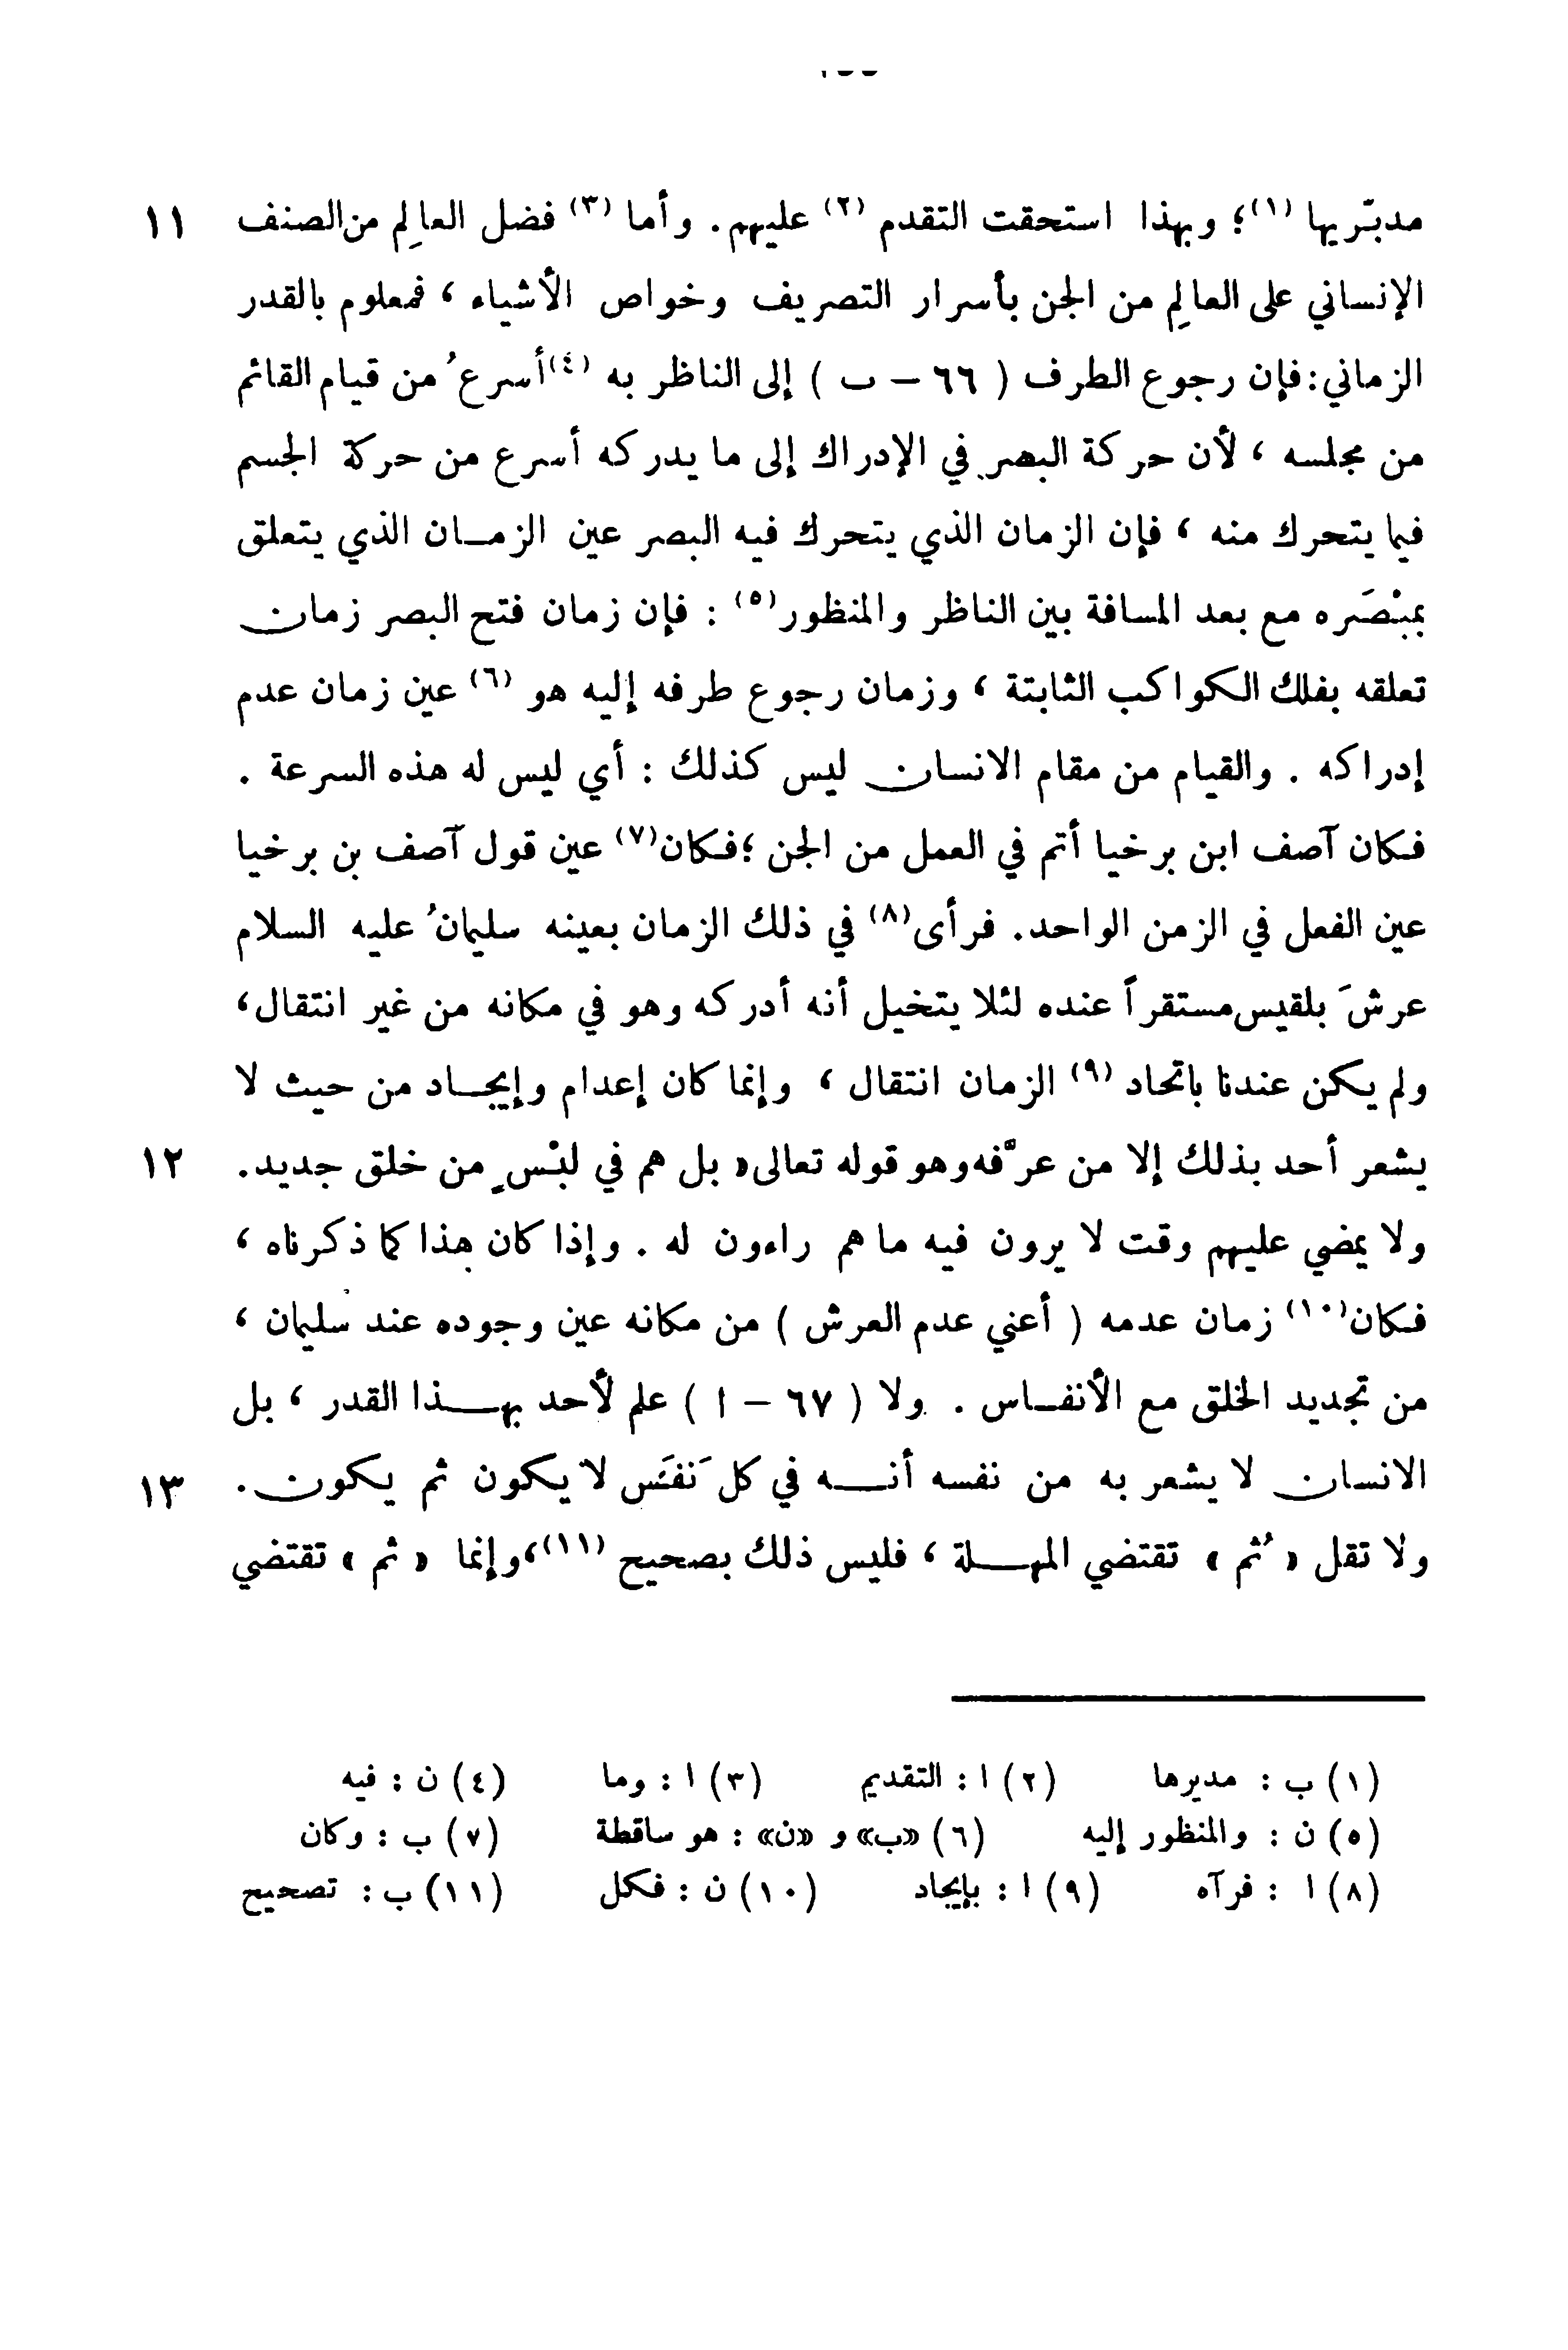 مدبّريها (١)؛ وبهذا استحقت التقدم (٢) عليهم. وأما (٣) فضل العالِم من الصنف ١١
الإنساني على العالِم من الجن بأسرار التصريف وخواص الأشياء ، فمعلوم بالقدر
الزماني: فإن رجوع الطرف ( ٦٦ – ب ) إلى الناظر به (٤) أسرعُ من قيام القائم
من مجلسه ، لأن حركة البصر في الإدراك إلى ما يدركه أسرع من حركة الجسم
فيما يتحرك منه ، فإن الزمان الذي يتحرك فيه البصر عين الزمان الذي يتعلق
بمبْصَره مع بعد المسافة بين الناظر والمنظور(٥) : فإن زمان فتح البصر زمان
تعلقه بفلك الكواكب الثابتة ، وزمان رجوع طرفه إليه هو (٦) عين زمان عدم
إدراكه . والقيام من مقام الانسان ليس كذلك : أي ليس له هذه السرعة .
فكان آصف ابن برخيا أتم في العمل من الجن ؛ فكان(٧) عين قول آصف بن برخيا
عين الفعل في الزمن الواحد. فرأى(٨) في ذلك الزمان بعينه سليمانُ عليه السلام
عرشَ بلقيس مستقراً عنده لئلا يتخيل أنه أدركه وهو في مكانه من غير انتقال،
ولم يكن عندنا باتحاد (٩) الزمان انتقال ، وإنما كان إعدام وإيجاد من حيث لا
يشعر أحد بذلك إلا من عرَّفه وهو قوله تعالى « بل هم في لبْسٍ من خلق جديد. ١٢
ولا يمضي عليهم وقت لا يرون فيه ما هم راءون له . وإذا كان هذا كما ذكرناه ،
فكان(١٠) زمان عدمه ( أعني عدم العرش ) من مكانه عين وجوده عند سليمان ،
من تجديد الخلق مع الأنفاس . ولا ( ٦٧ – ا ) علم لأحد بهذا القدر ، بل
الانسان لا يشعر به من نفسه أنه في كل نَفَس لا يكون ثم يكون. ١٣
ولا تقل « ثُم » تقتضي المهلة ، فليس ذلك بصحيح (١١)، وإنما « ثم » تقتضي
(١) ب : مديرها (٢) ا : التقديم (٣) ا : وما (٤) ن : فيه
(٥) ن : والمنظور إليه (٦) «ب» و «ن» : هو ساقطة (٧) ب : وكان
(٨) ا : فرآه (٩) ا : بإيجاد (١٠) ن : فكل (١١) ب : تصحيح